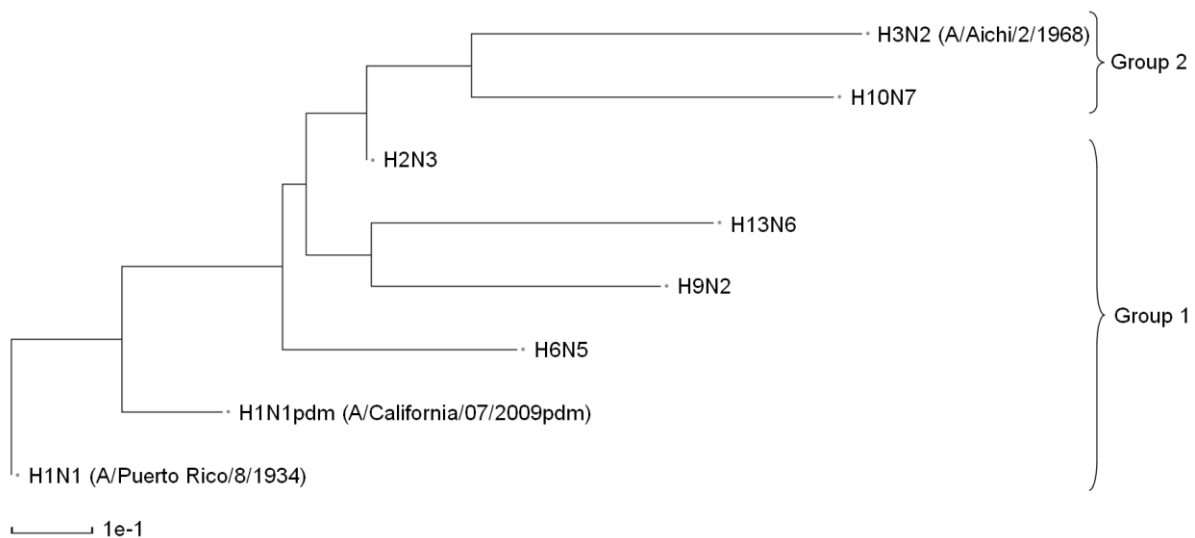 H3N2 (A/Aichi/2/1968)
Group 2
H10N7
H2N3
H13N6
H9N2
Group 1
H6N5
H1N1pdm (A/California/07/2009pdm)
H1N1 (A/Puerto Rico/8/1934)
1e-1